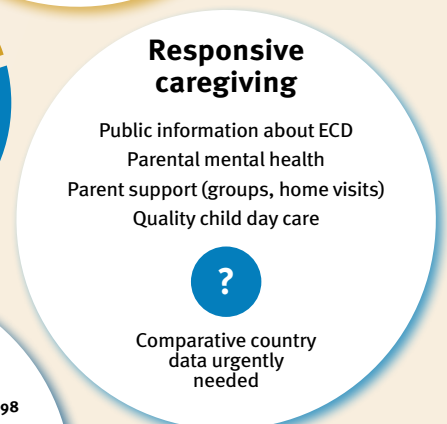 Responsive
caregiving
Public information about ECD
Parental mental health
Parent support (groups, home visits)
Quality child day care
?
Comparative country
data urgently
needed
98